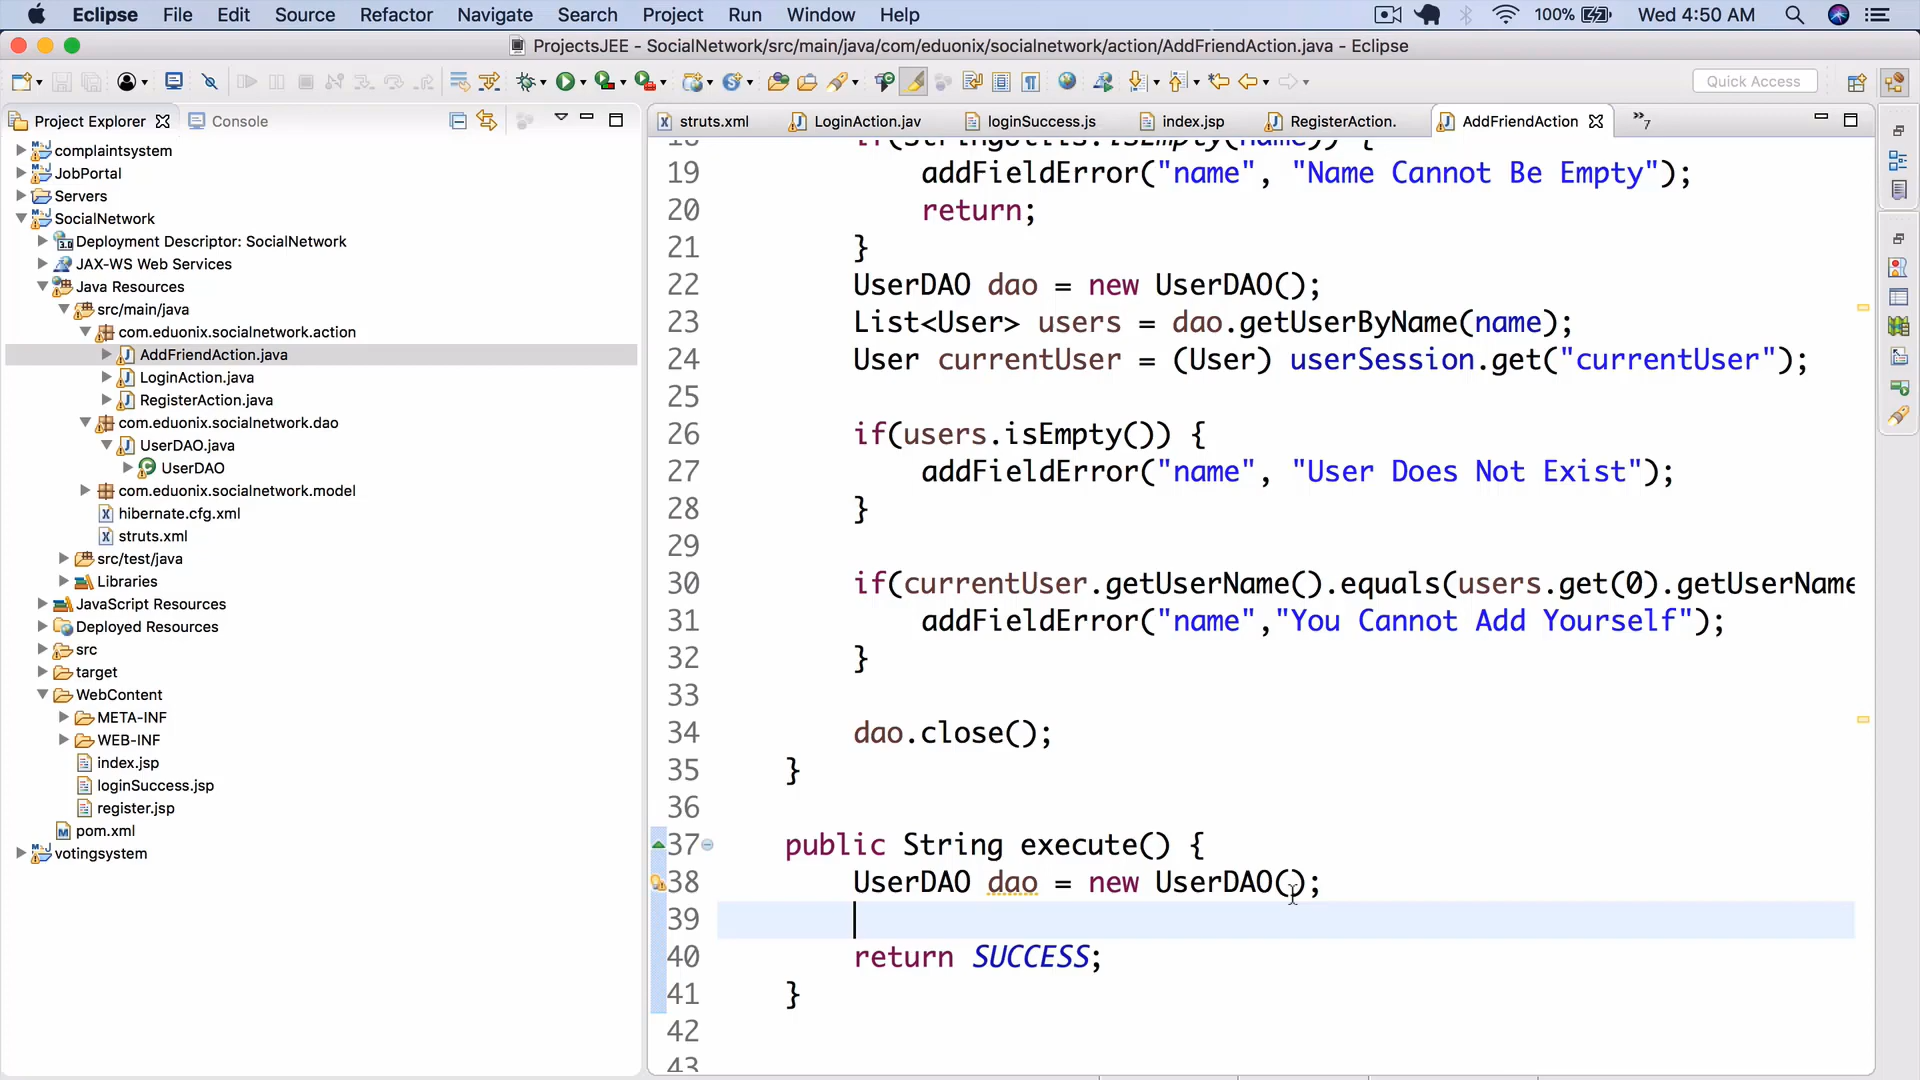 Eclipse File Edit Source Refactor Navigate Search Project Run Window Help 100% Wed 4:50 AM
ProjectsJEE - SocialNetwork/src/main/java/com/eduonix/socialnetwork/action/AddFriendAction.java - Eclipse
Quick Access
Project Explorer Console
struts.xml LoginAction.jav loginSuccess.js index.jsp RegisterAction. AddFriendAction »7
complaintsystem
JobPortal
Servers
SocialNetwork
Deployment Descriptor: SocialNetwork
JAX-WS Web Services
Java Resources
src/main/java
com.eduonix.socialnetwork.action
AddFriendAction.java
LoginAction.java
RegisterAction.java
com.eduonix.socialnetwork.dao
UserDAO.java
UserDAO
com.eduonix.socialnetwork.model
hibernate.cfg.xml
struts.xml
src/test/java
Libraries
JavaScript Resources
Deployed Resources
src
target
WebContent
META-INF
WEB-INF
index.jsp
loginSuccess.jsp
register.jsp
pom.xml
votingsystem
18 if(StringUtils.isEmpty(name)) {
19 addFieldError("name", "Name Cannot Be Empty");
20 return;
21 }
22 UserDAO dao = new UserDAO();
23 List<User> users = dao.getUserByName(name);
24 User currentUser = (User) userSession.get("currentUser");
25
26 if(users.isEmpty()) {
27 addFieldError("name", "User Does Not Exist");
28 }
29
30 if(currentUser.getUserName().equals(users.get(0).getUserName
31 addFieldError("name","You Cannot Add Yourself");
32 }
33
34 dao.close();
35 }
36
37 public String execute() {
38 UserDAO dao = new UserDAO();
39
40 return SUCCESS;
41 }
42
43